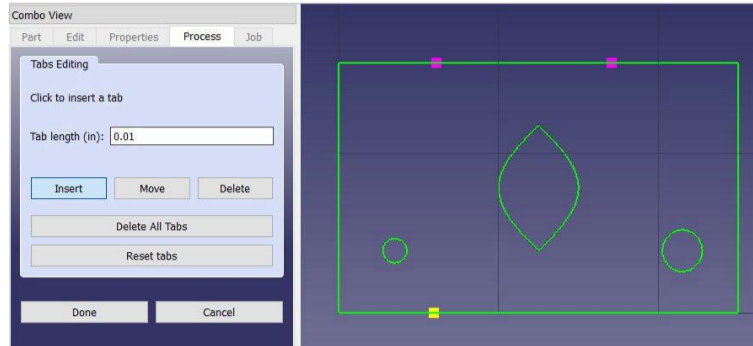 Combo View
Part Edit Properties Process Job
Tabs Editing
Click to insert a tab
Tab length (in): 0.01
Insert Move Delete
Delete All Tabs
Reset tabs
Done Cancel